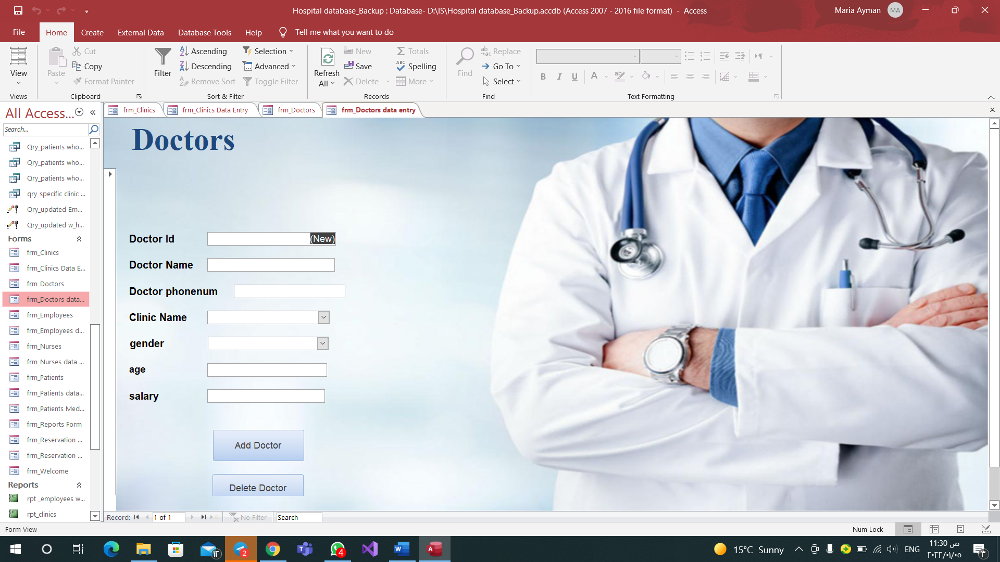 Hospital database_Backup : Database- D:\IS\Hospital database_Backup.accdb (Access 2007 - 2016 file format) - Access
Maria Ayman MA
File Home Create External Data Database Tools Help Tell me what you want to do
View
Views
Paste
Cut
Copy
Format Painter
Clipboard
Filter
Ascending
Descending
Remove Sort
Selection
Advanced
Toggle Filter
Sort & Filter
Refresh
All
New
Save
Delete
Totals
Spelling
More
Records
Find
Replace
Go To
Select
Find
B I U A
Text Formatting
All Access...
Search...
Qry_patients who...
Qry_patients who...
Qry_patients who...
qry_specific clinic ...
Qry_updated Em...
Qry_updated w_h...
Forms
frm_Clinics
frm_Clinics Data E...
frm_Doctors
frm_Doctors data...
frm_Employees
frm_Employees d...
frm_Nurses
frm_Nurses data ...
frm_Patients
frm_Patients data...
frm_Patients Med...
frm_Reports Form
frm_Reservation ...
frm_Reservation ...
frm_Welcome
Reports
rpt _employees w...
rpt_clinics
frm_Clinics frm_Clinics Data Entry frm_Doctors frm_Doctors data entry
Doctors
Doctor Id (New)
Doctor Name
Doctor phonenum
Clinic Name
gender
age
salary
Add Doctor
Delete Doctor
Record: 1 of 1 No Filter Search
Form View
Num Lock
١٣ 2 4
15°C Sunny
ENG
11:30 ص
٢٠٢٢/٠١/٠٥
٣